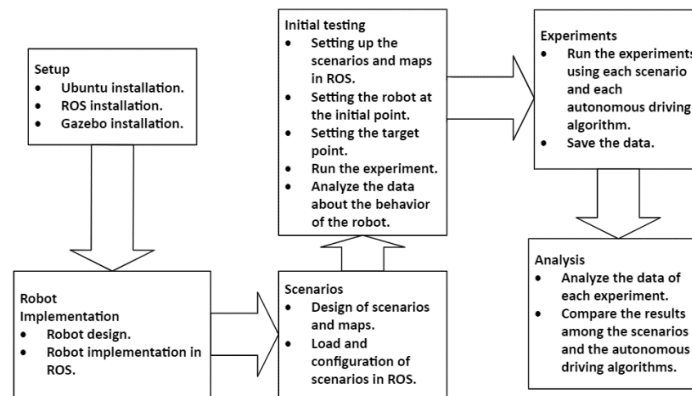 Setup
• Ubuntu installation.
• ROS installation.
• Gazebo installation.
Robot
Implementation
• Robot design.
• Robot implementation in
ROS.
Scenarios
• Design of scenarios
and maps.
• Load and
configuration of
scenarios in ROS.
Initial testing
• Setting up the
scenarios and maps
in ROS.
• Setting the robot at
the initial point.
• Setting the target
point.
• Run the experiment.
• Analyze the data
about the behavior
of the robot.
Experiments
• Run the experiments
using each scenario
and each
autonomous driving
algorithm.
• Save the data.
Analysis
• Analyze the data of
each experiment.
• Compare the results
among the scenarios
and the autonomous
driving algorithms.